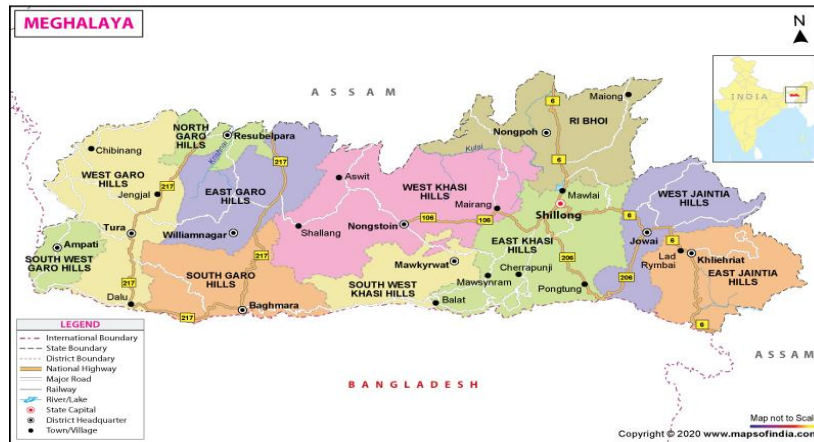 MEGHALAYA
N
ASSAM
INDIA
RI BHOI
Maiong
Nongpoh
6
Kulsi
6
NORTH
GARO
HILLS
Resubelpara
Krishnai
217
Chibinang
WEST GARO
HILLS
Jengjal
217
EAST GARO
HILLS
217
Aswit
WEST KHASI
HILLS
Mairang
Mawlai
Shillong
WEST JAINTIA
HILLS
Ampati
SOUTH WEST
GARO HILLS
Tura
Williamnagar
Shallang
Nongstoin
106
106
6
Jowai
6
Lad
Rymbai
Khliehriat
EAST JAINTIA
HILLS
EAST KHASI
HILLS
206
206
Cherrapunji
Mawsynram
Pongtung
Mawkyrwat
SOUTH WEST
KHASI HILLS
Balat
217
SOUTH GARO
HILLS
Baghmara
Dalu
217
217
6
ASSAM
BANGLADESH
LEGEND
International Boundary
State Boundary
District Boundary
National Highway
Major Road
Railway
River/Lake
State Capital
District Headquarter
Town/Village
Map not to Scale
Copyright © 2020 www.mapsofindia.com